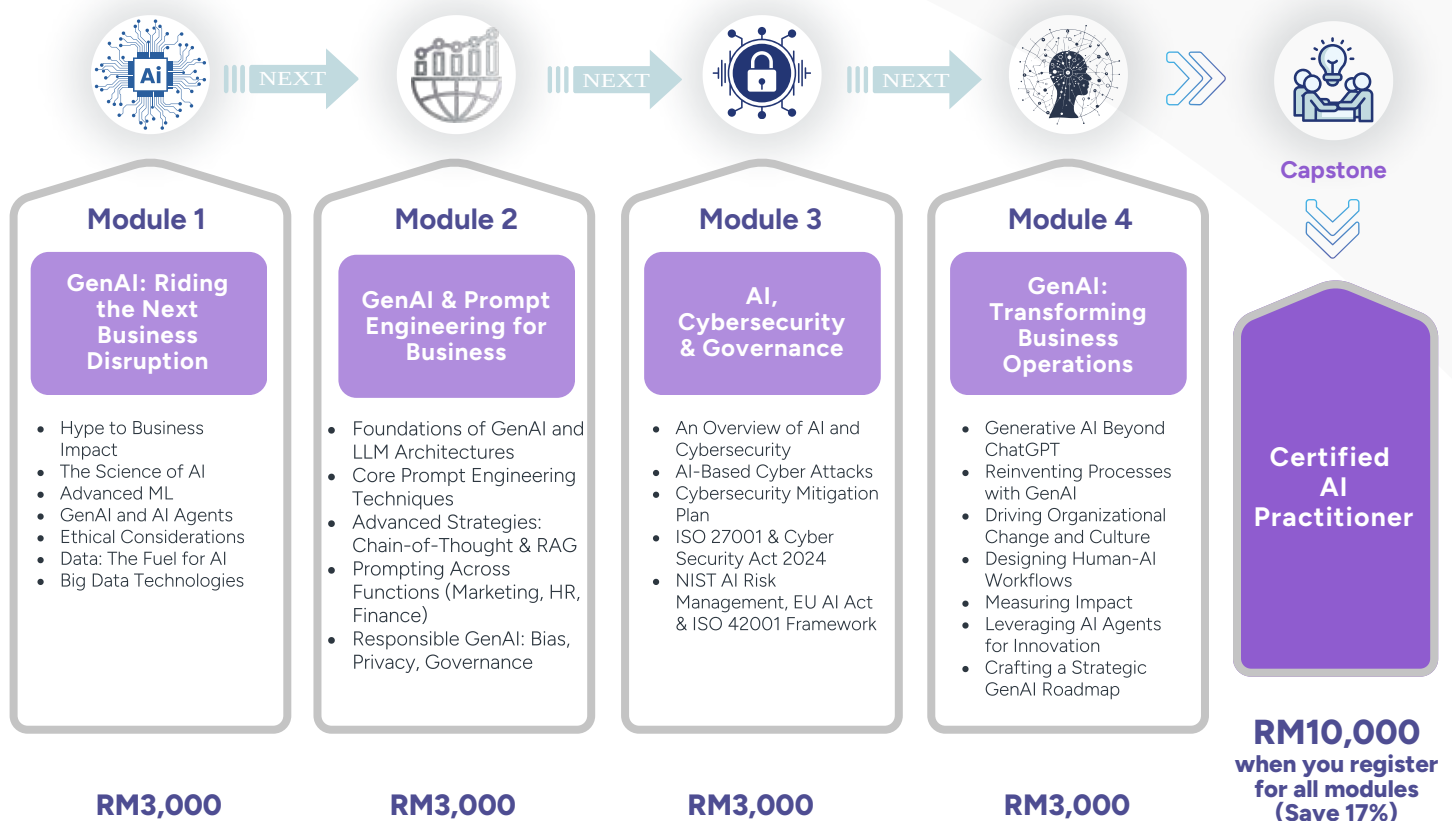 Ai
NEXT
NEXT
NEXT
Capstone
Module 1
GenAI: Riding
the Next
Business
Disruption
• Hype to Business
Impact
• The Science of AI
• Advanced ML
• GenAI and AI Agents
• Ethical Considerations
• Data: The Fuel for AI
• Big Data Technologies
RM3,000
Module 2
GenAI & Prompt
Engineering for
Business
• Foundations of GenAI and
LLM Architectures
• Core Prompt Engineering
Techniques
• Advanced Strategies:
Chain-of-Thought & RAG
• Prompting Across
Functions (Marketing, HR,
Finance)
• Responsible GenAI: Bias,
Privacy, Governance
RM3,000
Module 3
AI,
Cybersecurity
& Governance
• An Overview of AI and
Cybersecurity
• AI-Based Cyber Attacks
• Cybersecurity Mitigation
Plan
• ISO 27001 & Cyber
Security Act 2024
• NIST AI Risk
Management, EU AI Act
& ISO 42001 Framework
RM3,000
Module 4
GenAI:
Transforming
Business
Operations
• Generative AI Beyond
ChatGPT
• Reinventing Processes
with GenAI
• Driving Organizational
Change and Culture
• Designing Human-AI
Workflows
• Measuring Impact
• Leveraging AI Agents
for Innovation
• Crafting a Strategic
GenAI Roadmap
RM3,000
Certified
AI
Practitioner
RM10,000
when you register
for all modules
(Save 17%)